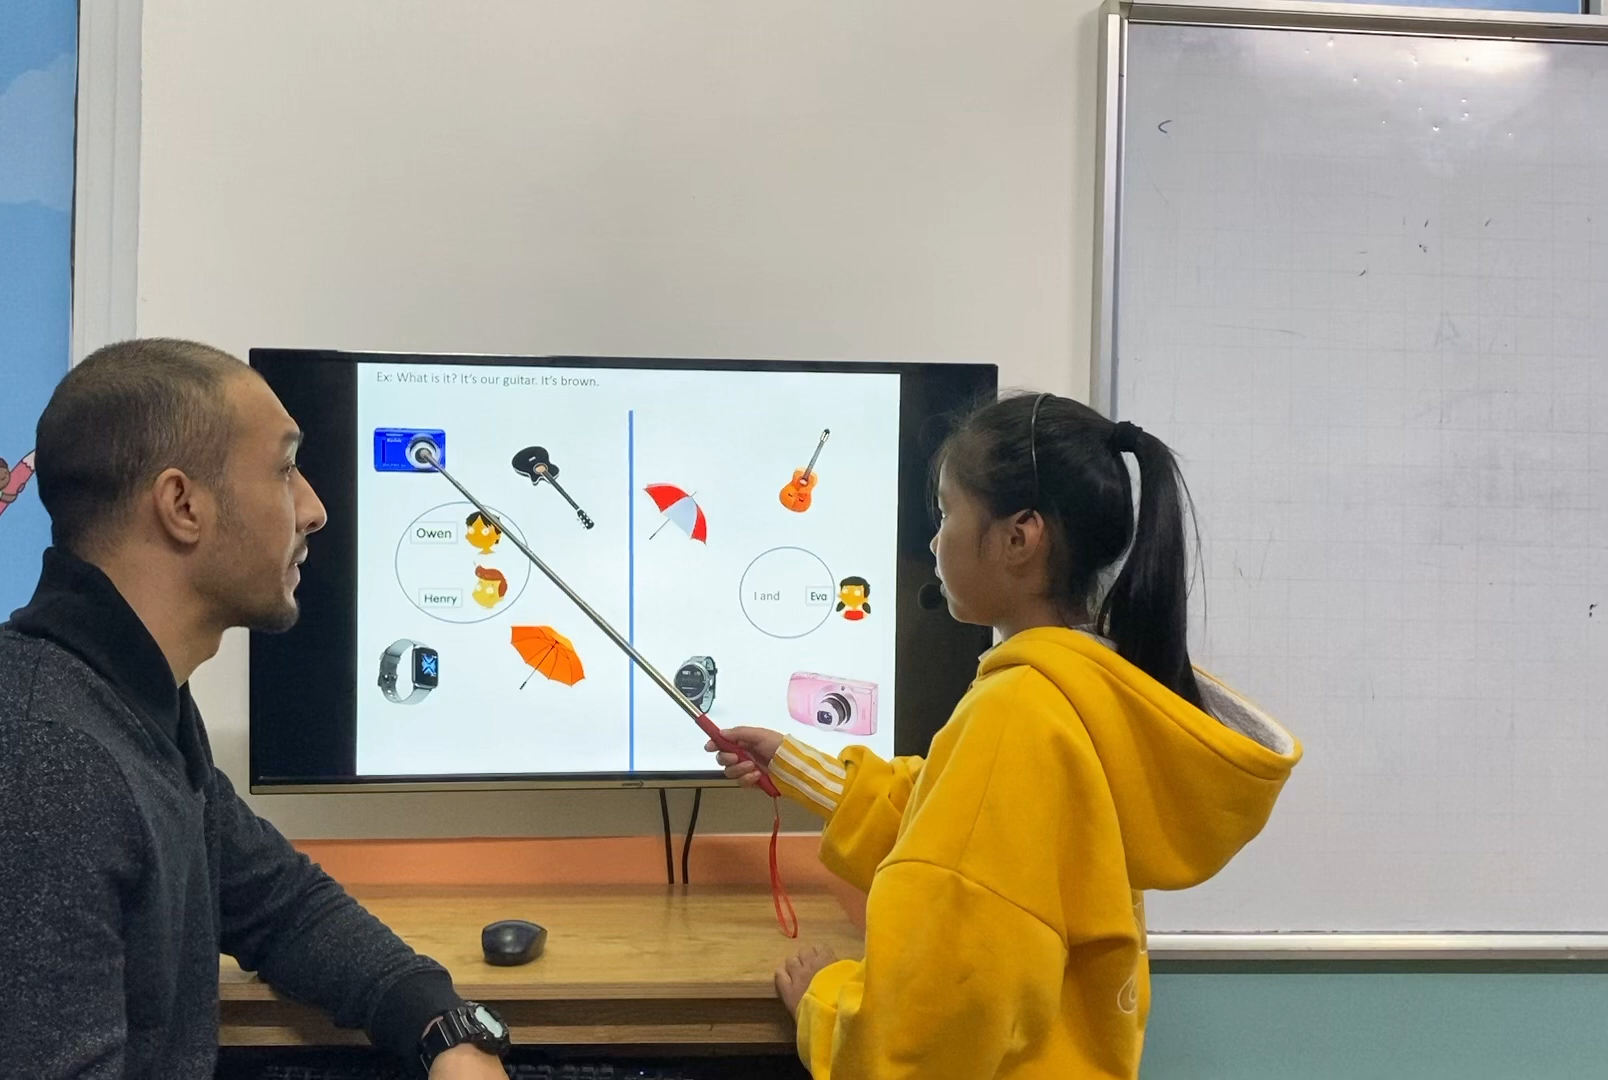 Ex: What is it? It's our guitar. It's brown.
Owen
Henry
I and
Eva